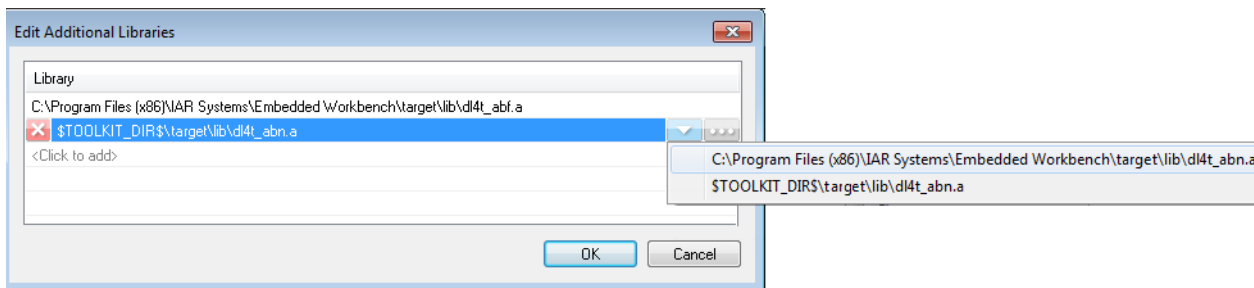 Edit Additional Libraries
Library
C:\Program Files (x86)\IAR Systems\Embedded Workbench\target\lib\dl4t_abf.a
$TOOLKIT_DIR$\target\lib\dl4t_abn.a
<Click to add>
C:\Program Files (x86)\IAR Systems\Embedded Workbench\target\lib\dl4t_abn.a
$TOOLKIT_DIR$\target\lib\dl4t_abn.a
OK Cancel